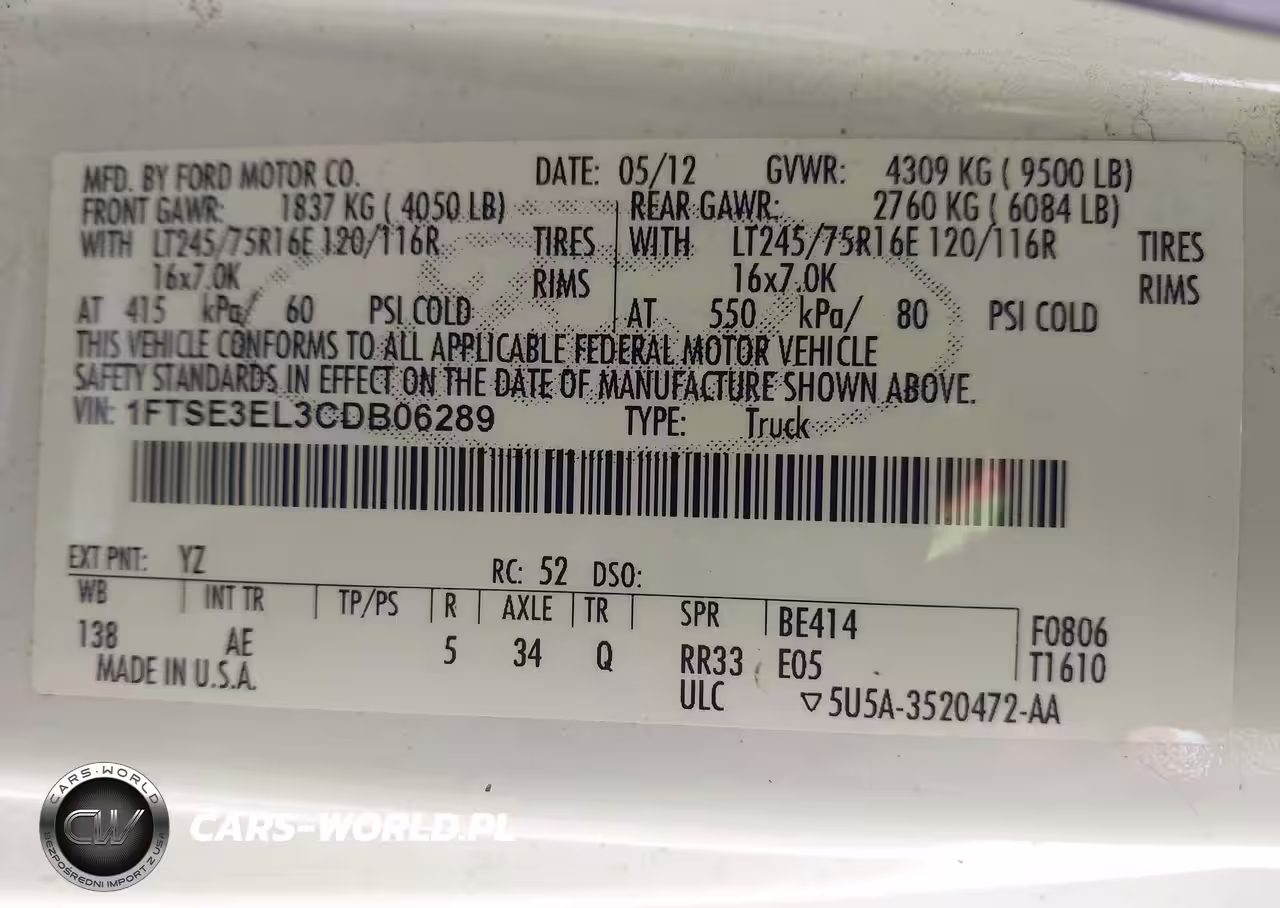 MFD. BY FORD MOTOR CO. DATE: 05/12 GVWR: 4309 KG ( 9500 LB)
FRONT GAWR: 1837 KG ( 4050 LB) REAR GAWR: 2760 KG ( 6084 LB)
WITH LT245/75R16E 120/116R TIRES WITH LT245/75R16E 120/116R TIRES
16x7.0K RIMS 16x7.0K RIMS
AT 415 kPa/ 60 PSI COLD AT 550 kPa/ 80 PSI COLD
THIS VEHICLE CONFORMS TO ALL APPLICABLE FEDERAL MOTOR VEHICLE
SAFETY STANDARDS IN EFFECT ON THE DATE OF MANUFACTURE SHOWN ABOVE.
VIN: 1FTSE3EL3CDB06289 TYPE: Truck
EXT PNT: YZ RC: 52 DSO:
WB INT TR TP/PS R AXLE TR SPR BE414 F0806
138 AE 5 34 Q RR33 E05 T1610
MADE IN U.S.A. ULC ▽5U5A-3520472-AA
CARS-WORLD
CW
BEZPOŚREDNI IMPORT Z USA
CARS-WORLD.PL